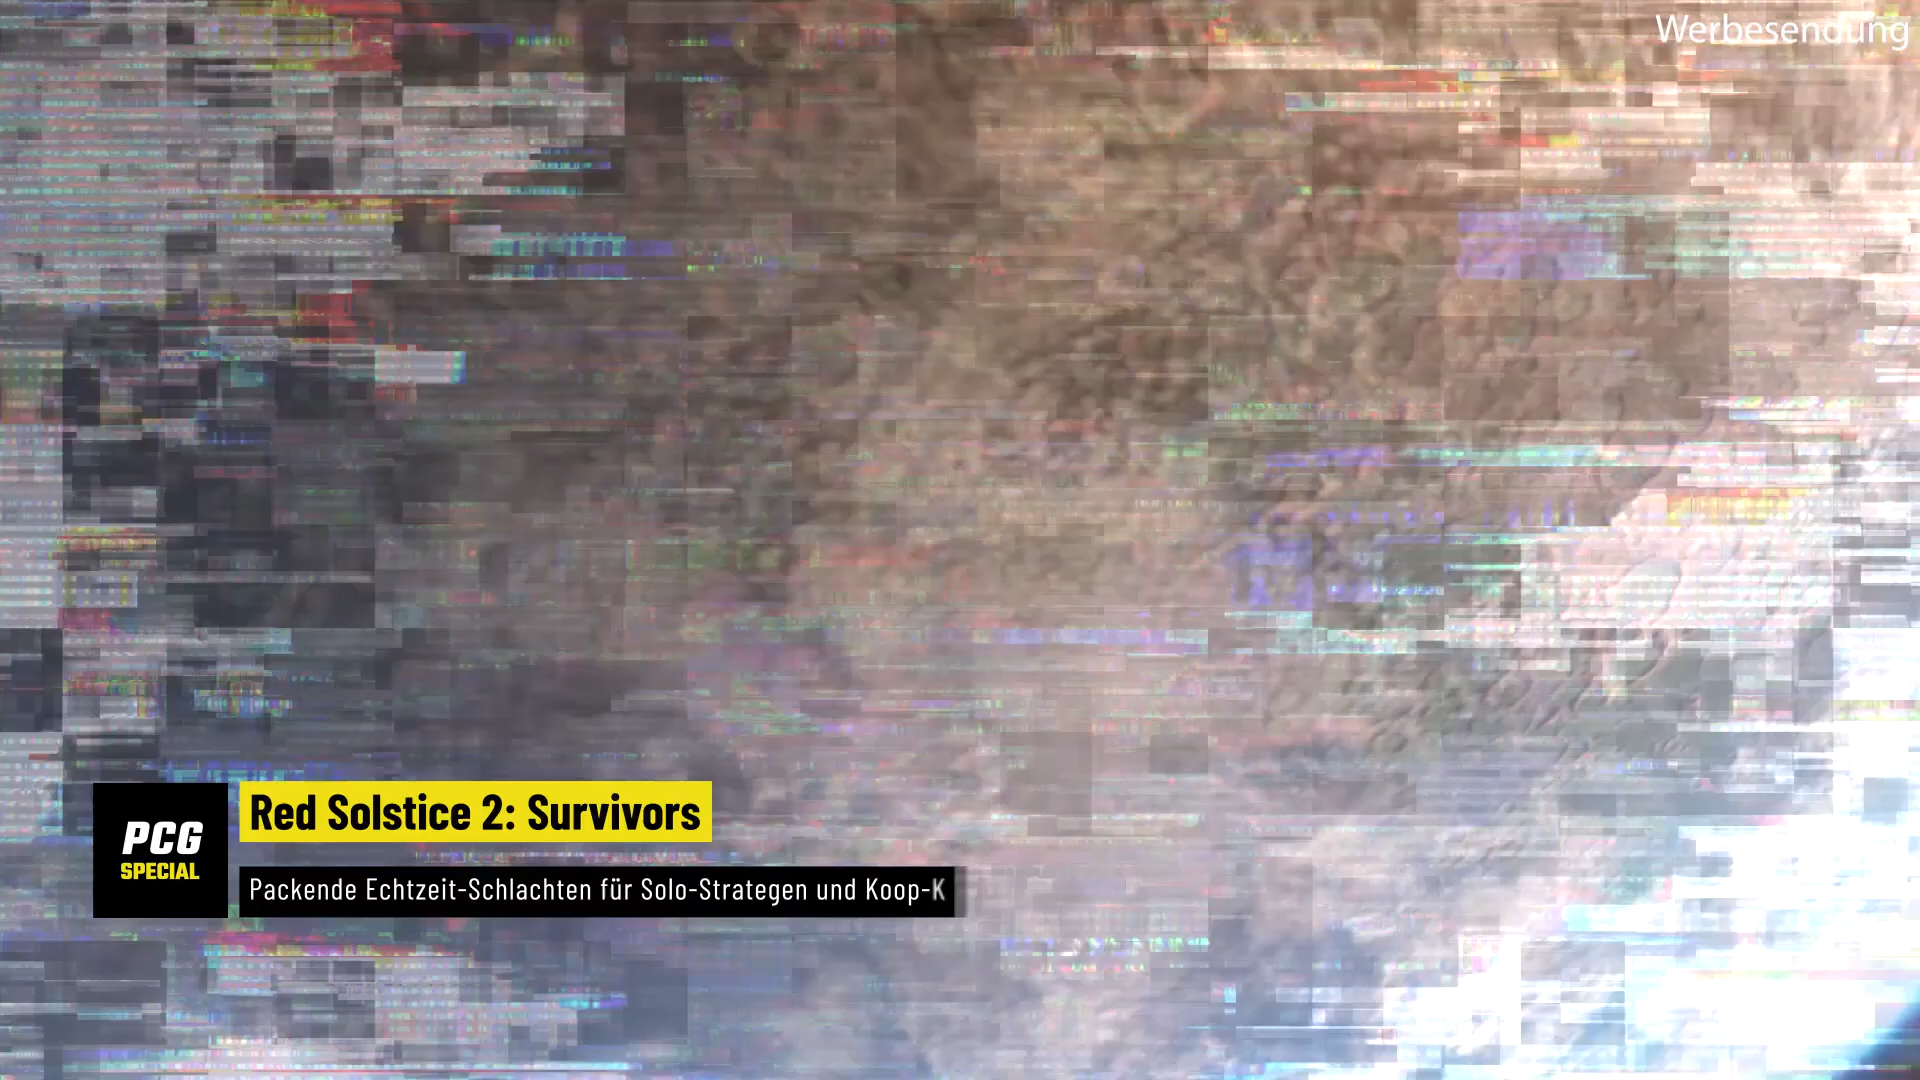 Werbesendung
Red Solstice 2: Survivors
PCG
SPECIAL
Packende Echtzeit-Schlachten für Solo-Strategen und Koop-K